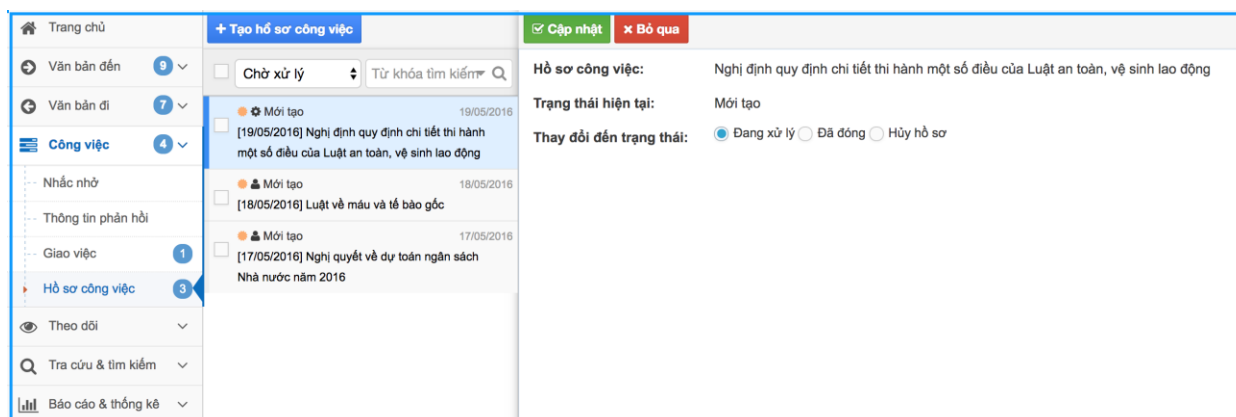 Trang chủ
Văn bản đến 9
Văn bản đi 7
Công việc 4
Nhắc nhở
Thông tin phản hồi
Giao việc 1
Hồ sơ công việc 3
Theo dõi
Tra cứu & tìm kiếm
Báo cáo & thống kê
+ Tạo hồ sơ công việc
Chờ xử lý Từ khóa tìm kiếm
Mới tạo 19/05/2016
[19/05/2016] Nghị định quy định chi tiết thi hành
một số điều của Luật an toàn, vệ sinh lao động
Mới tạo 18/05/2016
[18/05/2016] Luật về máu và tế bào gốc
Mới tạo 17/05/2016
[17/05/2016] Nghị quyết về dự toán ngân sách
Nhà nước năm 2016
Cập nhật × Bỏ qua
Hồ sơ công việc: Nghị định quy định chi tiết thi hành một số điều của Luật an toàn, vệ sinh lao động
Trạng thái hiện tại: Mới tạo
Thay đổi đến trạng thái: Đang xử lý Đã đóng Hủy hồ sơ